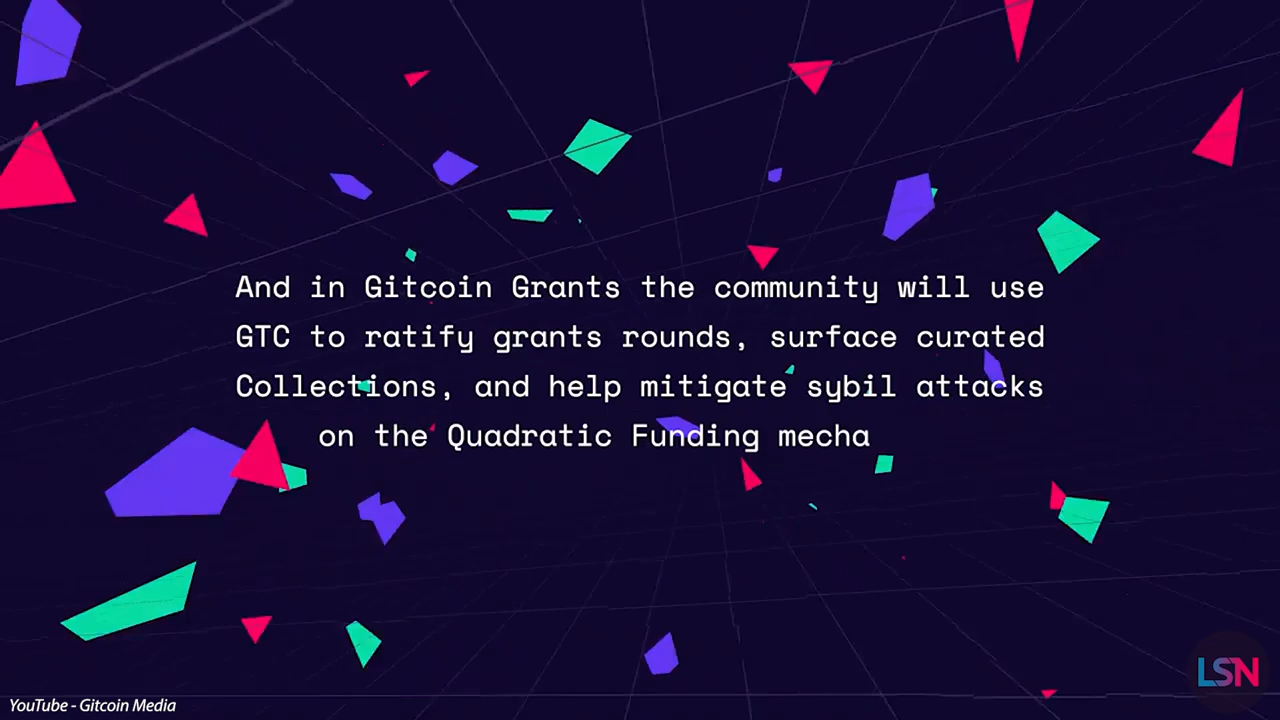 And in Gitcoin Grants the community will use
GTC to ratify grants rounds, surface curated
Collections, and help mitigate sybil attacks
on the Quadratic Funding mecha
LSN
YouTube - Gitcoin Media